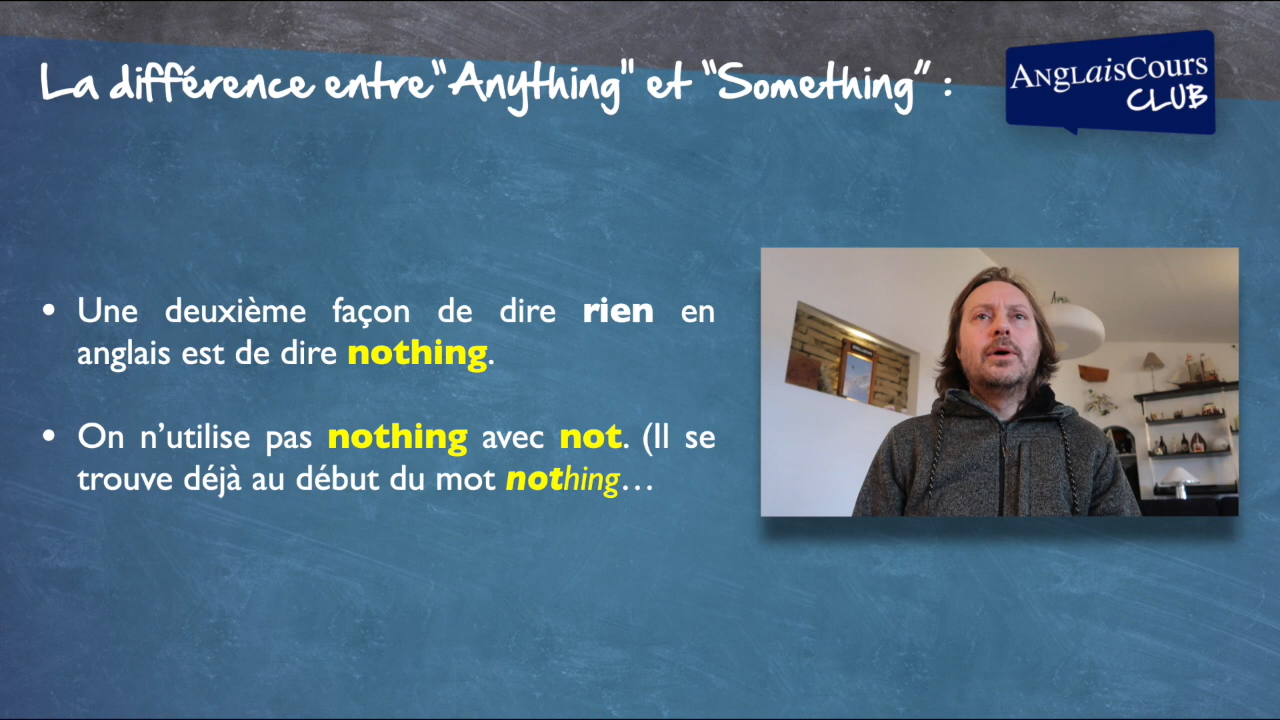 La différence entre "Anything" et "Something" :
AnglaisCours
CLUB
• Une deuxième façon de dire rien en
anglais est de dire nothing.
• On n'utilise pas nothing avec not. (Il se
trouve déjà au début du mot nothing…